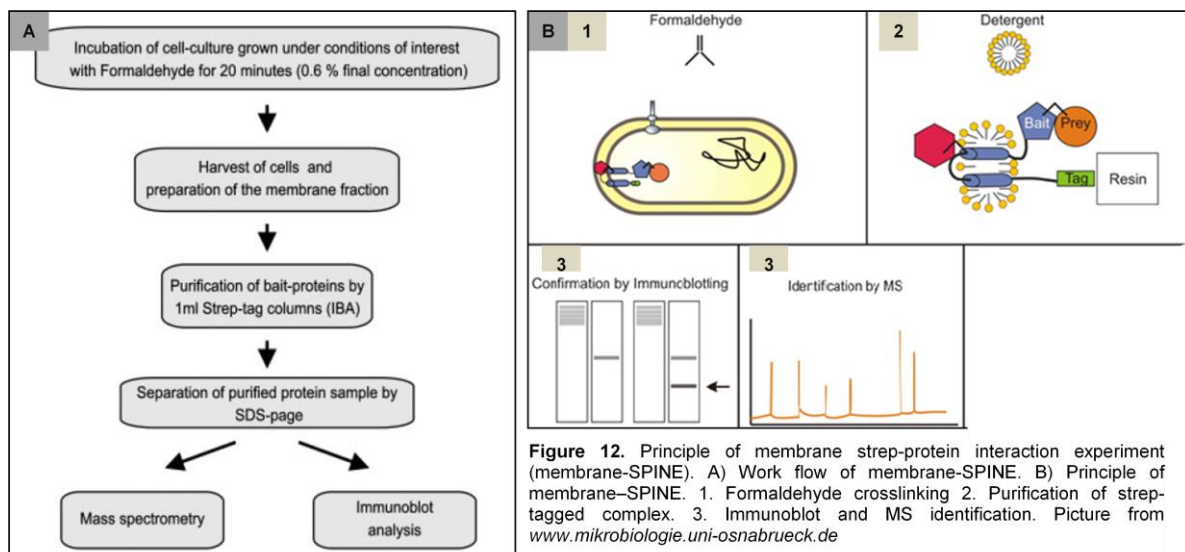 A
Incubation of cell-culture grown under conditions of interest
with Formaldehyde for 20 minutes (0.6 % final concentration)
Harvest of cells and
preparation of the membrane fraction
Purification of bait-proteins by
1ml Strep-tag columns (IBA)
Separation of purified protein sample by
SDS-page
Mass spectrometry
Immunoblot
analysis
B
1
Formaldehyde
2
Detergent
Bait
Prey
Tag
Resin
3
Confirmation by Immunoblotting
3
Identification by MS
Figure 12. Principle of membrane strep-protein interaction experiment
(membrane-SPINE). A) Work flow of membrane-SPINE. B) Principle of
membrane–SPINE. 1. Formaldehyde crosslinking 2. Purification of strep-
tagged complex. 3. Immunoblot and MS identification. Picture from
www.mikrobiologie.uni-osnabrueck.de